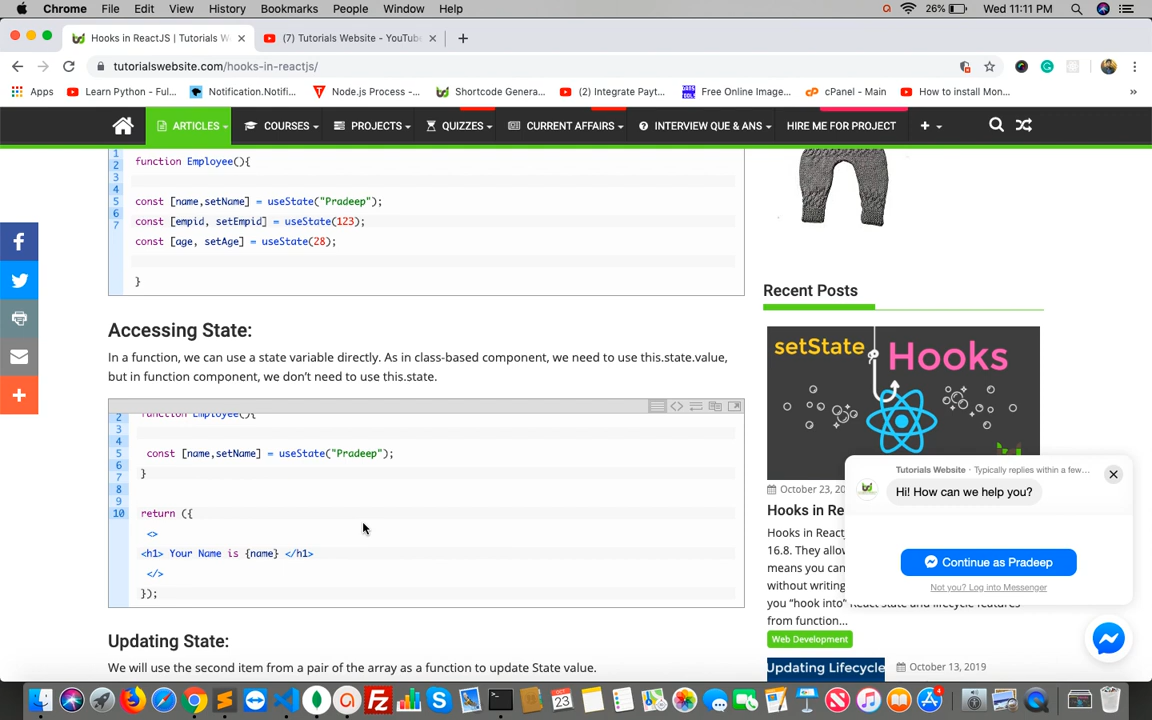 Chrome File Edit View History Bookmarks People Window Help 26% Wed 11:11 PM
Hooks in ReactJS | Tutorials W (7) Tutorials Website - YouTube
tutorialswebsite.com/hooks-in-reactjs/
Apps Learn Python - Ful... Notification.Notifi... Node.js Process -... Shortcode Genera... (2) Integrate Payt... Free Online Image... cPanel - Main How to install Mon... »
ARTICLES COURSES PROJECTS QUIZZES CURRENT AFFAIRS INTERVIEW QUE & ANS HIRE ME FOR PROJECT +
1
2 function Employee(){
3
4
5 const [name,setName] = useState("Pradeep");
6 const [empid, setEmpid] = useState(123);
7 const [age, setAge] = useState(28);
}
Accessing State:
In a function, we can use a state variable directly. As in class-based component, we need to use this.state.value,
but in function component, we don't need to use this.state.
2 function Employee(){
3
4
5 const [name,setName] = useState("Pradeep");
6 }
7
8
9
10 return ({
<>
<h1> Your Name is {name} </h1>
</>
});
Updating State:
We will use the second item from a pair of the array as a function to update State value.
Recent Posts
setState Hooks
October 23, 20
Hooks in Re
Hooks in React
16.8. They allow
means you can
without writing
you "hook into" React state and lifecycle features
from function...
Web Development
Updating Lifecycle October 13, 2019
Tutorials Website · Typically replies within a few...
Hi! How can we help you?
Continue as Pradeep
Not you? Log into Messenger
23
4